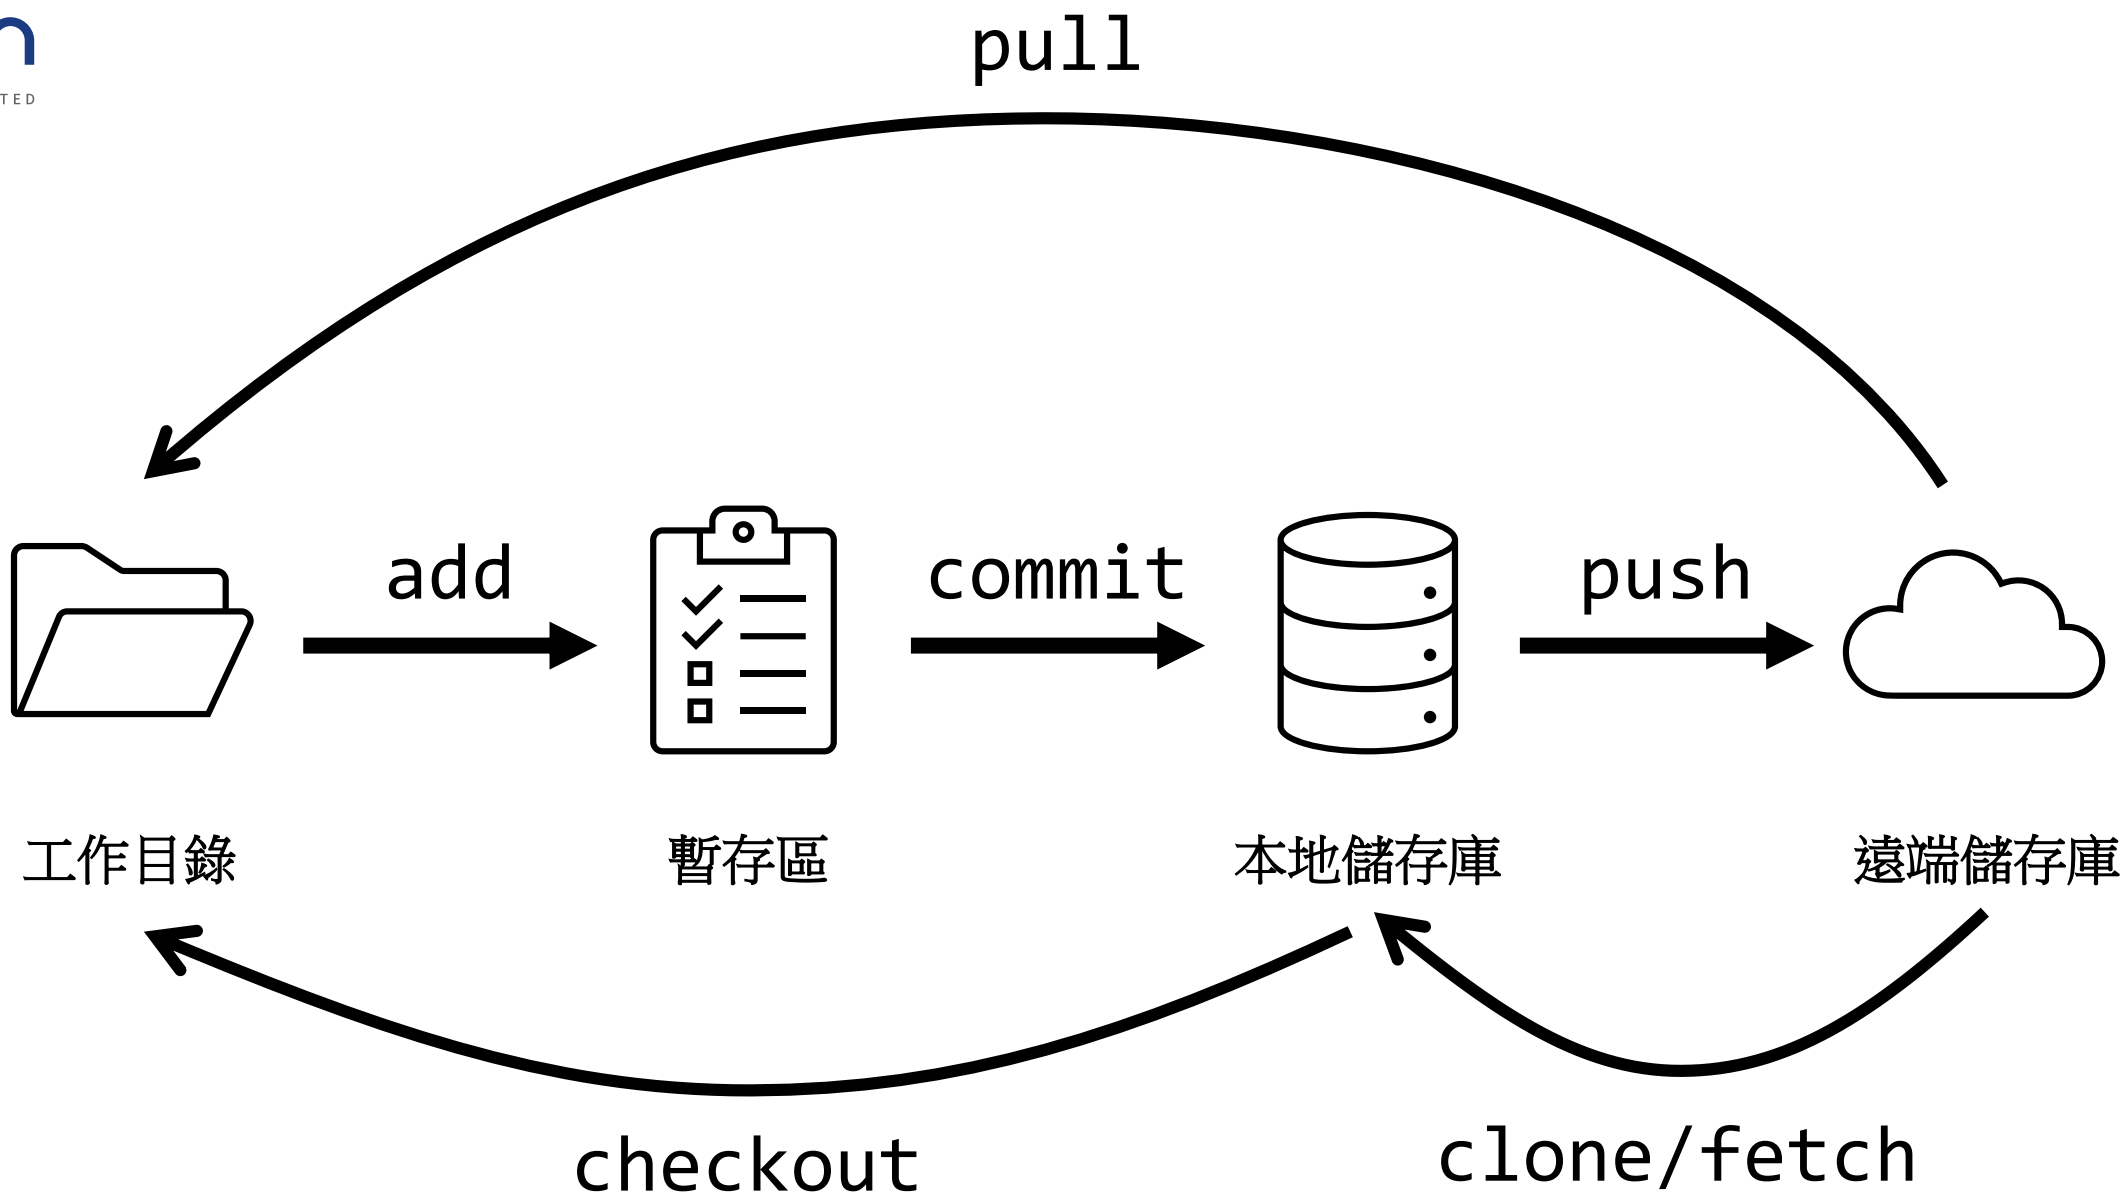 TED
pull
add
commit
push
工作目錄
暫存區
本地儲存庫
遠端儲存庫
checkout
clone/fetch